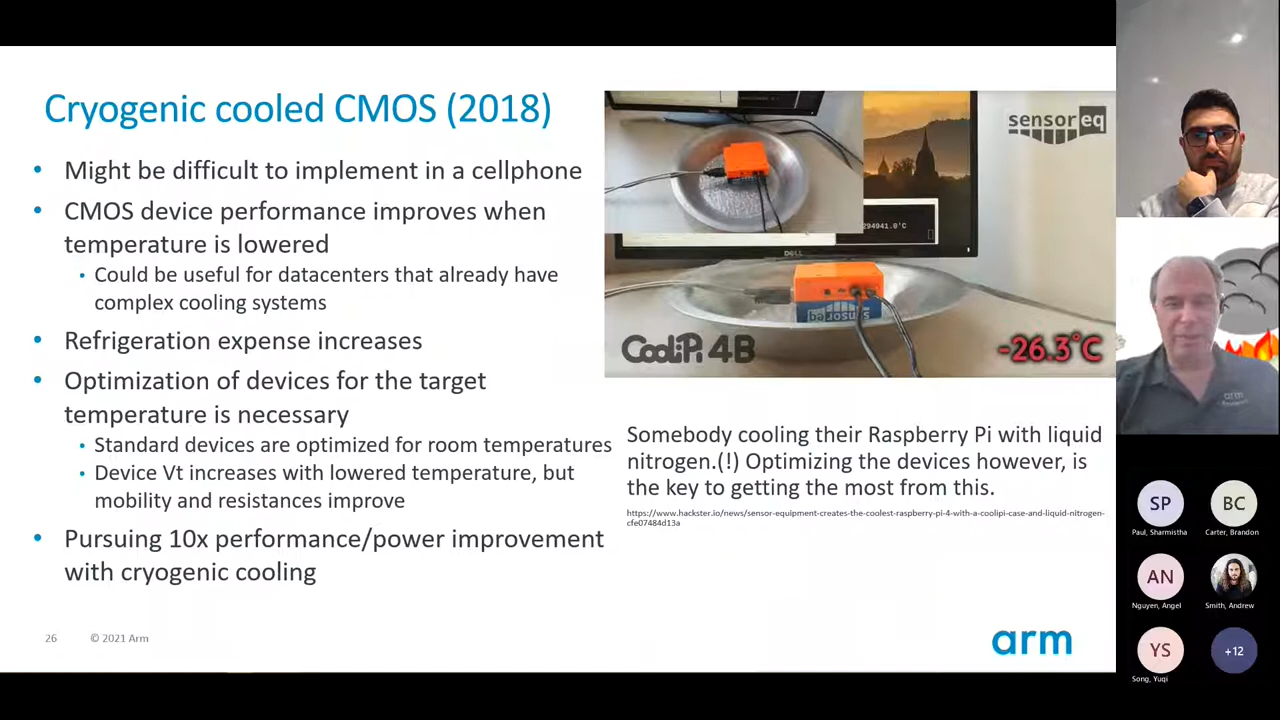 Cryogenic cooled CMOS (2018)
• Might be difficult to implement in a cellphone
• CMOS device performance improves when
temperature is lowered
• Could be useful for datacenters that already have
complex cooling systems
• Refrigeration expense increases
• Optimization of devices for the target
temperature is necessary
• Standard devices are optimized for room temperatures
• Device Vt increases with lowered temperature, but
mobility and resistances improve
• Pursuing 10x performance/power improvement
with cryogenic cooling
sensoreq
294941.0'C
DELL
sensoreq
CooliPi 4B
-26.3°C
Somebody cooling their Raspberry Pi with liquid
nitrogen.(!) Optimizing the devices however, is
the key to getting the most from this.
https://www.hackster.io/news/sensor-equipment-creates-the-coolest-raspberry-pi-4-with-a-coolipi-case-and-liquid-nitrogen-
cfe07484d13a
26
© 2021 Arm
arm
arm
SP
Paul, Sharmistha
BC
Carter, Brandon
AN
Nguyen, Angel
Smith, Andrew
YS
Song, Yuqi
+12